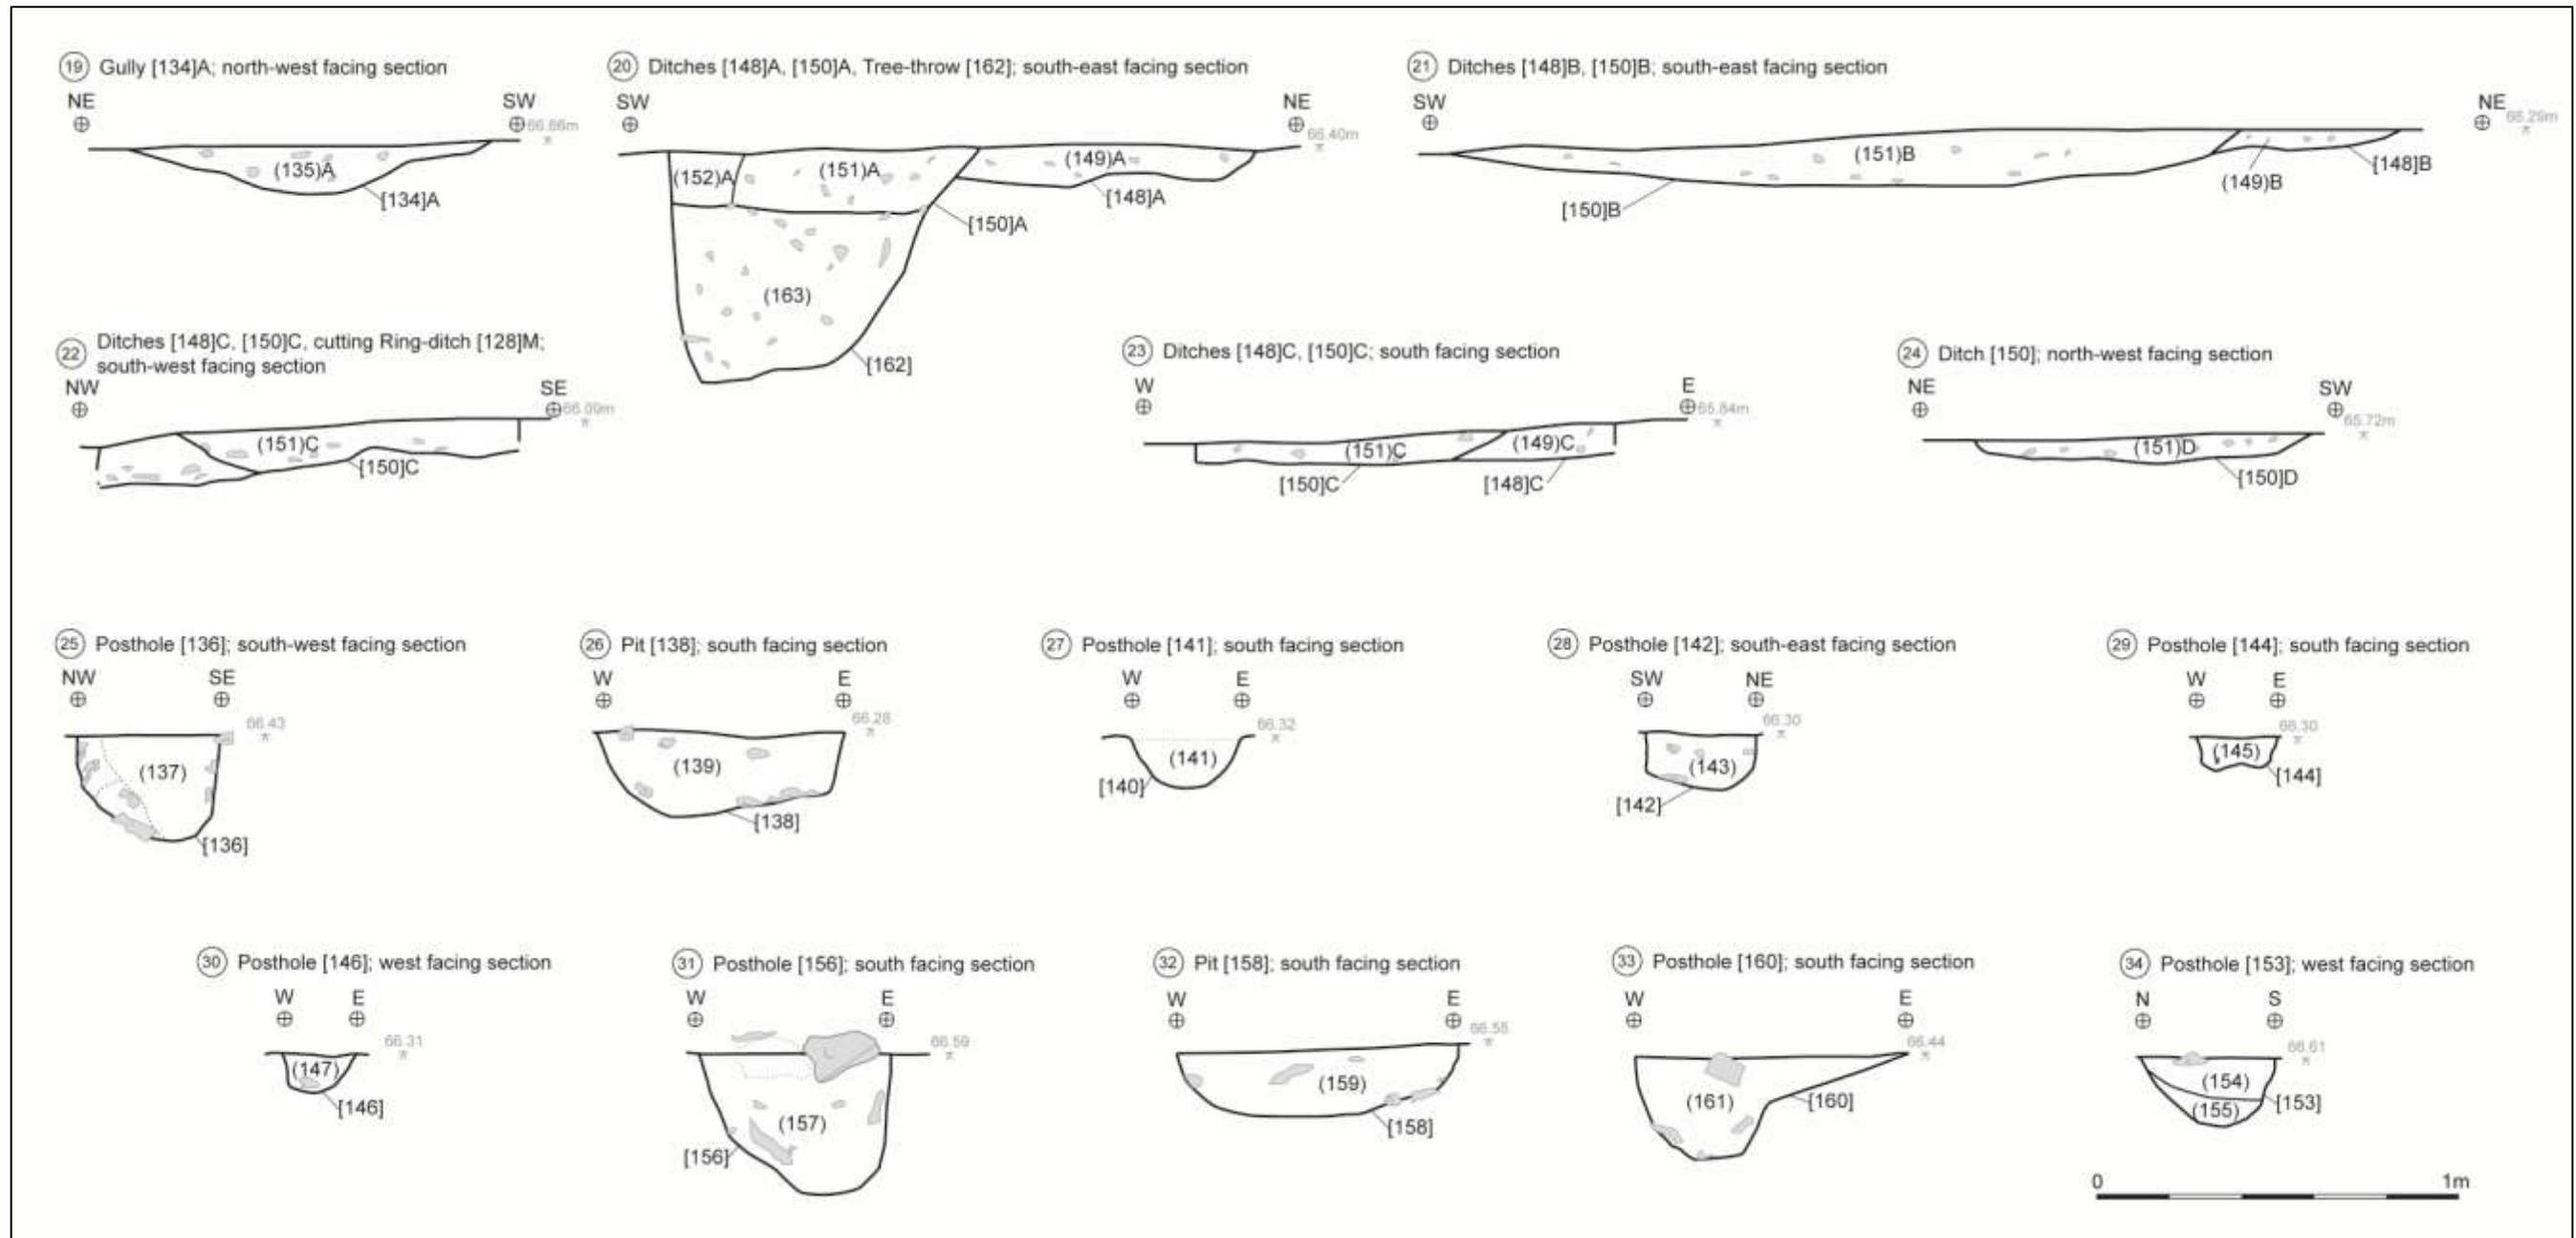 19 Gully [134]A; north-west facing section
NE SW
66.66m
(135)A
[134]A
20 Ditches [148]A, [150]A, Tree-throw [162]; south-east facing section
SW NE
66.40m
(152)A (151)A (149)A
[148]A
[150]A
(163)
[162]
21 Ditches [148]B, [150]B; south-east facing section
SW NE
66.29m
(151)B
[148]B
(149)B
[150]B
22 Ditches [148]C, [150]C, cutting Ring-ditch [128]M;
south-west facing section
NW SE
66.09m
(151)C
[150]C
23 Ditches [148]C, [150]C; south facing section
W E
65.84m
(151)C (149)C
[150]C [148]C
24 Ditch [150]; north-west facing section
NE SW
65.72m
(151)D
[150]D
25 Posthole [136]; south-west facing section
NW SE
66.43
(137)
[136]
26 Pit [138]; south facing section
W E
66.28
(139)
[138]
27 Posthole [141]; south facing section
W E
66.32
(141)
[140]
28 Posthole [142]; south-east facing section
SW NE
66.30
(143)
[142]
29 Posthole [144]; south facing section
W E
66.30
(145)
[144]
30 Posthole [146]; west facing section
W E
66.31
(147)
[146]
31 Posthole [156]; south facing section
W E
66.59
(157)
[156]
32 Pit [158]; south facing section
W E
66.55
(159)
[158]
33 Posthole [160]; south facing section
W E
66.44
(161)
[160]
34 Posthole [153]; west facing section
N S
66.61
(154)
(155)
[153]
0 1m